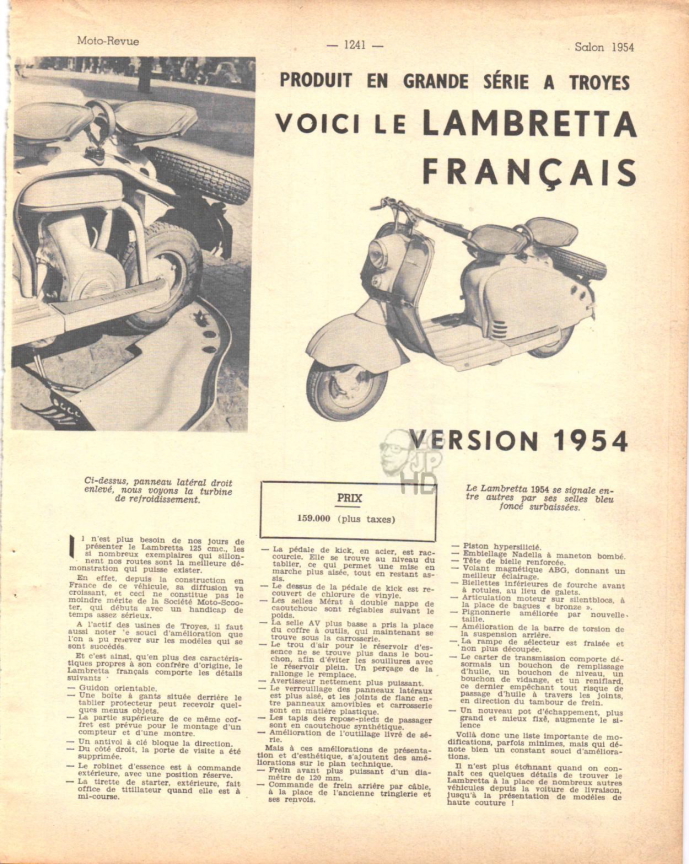 Moto-Revue
— 1241 —
Salon 1954
PRODUIT EN GRANDE SÉRIE A TROYES
VOICI LE LAMBRETTA
FRANÇAIS
VERSION 1954
JP
HD
Ci-dessus, panneau latéral droit
enlevé, nous voyons la turbine
de refroidissement.
PRIX
159.000 (plus taxes)
Le Lambretta 1954 se signale en-
tre autres par ses selles bleu
foncé surbaissées.
Il n'est plus besoin de nos jours de
présenter le Lambretta 125 cmc., les
si nombreux exemplaires qui sillon-
nent nos routes sont la meilleure dé-
monstration qui puisse exister.
En effet, depuis la construction en
France de ce véhicule, sa diffusion va
croissant, et ceci ne constitue pas le
moindre mérite de la Société Moto-Scoo-
ter, qui débuta avec un handicap de
temps assez sérieux.
A l'actif des usines de Troyes, il faut
aussi noter le souci d'amélioration que
l'on a pu relever sur les modèles qui se
sont succédés.
Et c'est ainsi, qu'en plus des caractéris-
tiques propres à son confrère d'origine, le
Lambretta français comporte les détails
suivants :
— Guidon orientable.
— Une boîte à gants située derrière le
tablier protecteur peut recevoir quel-
ques menus objets.
— La partie supérieure de ce même cof-
fret est prévue pour le montage d'un
compteur et d'une montre.
— Un antivol à clé bloque la direction.
— Du côté droit, la porte de visite a été
supprimée.
— Le robinet d'essence est à commande
extérieure, avec une position réserve.
— La tirette de starter, extérieure, fait
office de titillateur quand elle est à
mi-course.
— La pédale de kick, en acier, est rac-
courcie. Elle se trouve au niveau du
tablier, ce qui permet une mise en
marche plus aisée, tout en restant as-
sis.
— Le dessus de la pédale de kick est re-
couvert de chlorure de vinyle.
— Les selles Mérat à double nappe de
caoutchouc sont réglables suivant le
poids.
— La selle AV plus basse a pris la place
du coffre à outils, qui maintenant se
trouve sous la carrosserie.
— Le trou d'air pour le réservoir d'es-
sence ne se trouve plus dans le bou-
chon, afin d'éviter les souillures avec
le réservoir plein. Un perçage de la
rallonge le remplace.
— Avertisseur nettement plus puissant.
— Le verrouillage des panneaux latéraux
est plus aisé, et les joints de flanc en-
tre panneaux amovibles et carrosserie
sont en matière plastique.
— Les tapis des repose-pieds de passager
sont en caoutchouc synthétique.
— Amélioration de l'outillage livré de sé-
rie.
Mais à ces améliorations de présenta-
tion et d'esthétique, s'ajoutent des amé-
liorations sur le plan technique.
— Frein avant plus puissant d'un dia-
mètre de 120 mm.
— Commande de frein arrière par câble,
à la place de l'ancienne tringlerie et
ses renvois.
— Piston hypersilicié.
— Embiellage Nadella à maneton bombé.
— Tête de bielle renforcée.
— Volant magnétique ABG, donnant un
meilleur éclairage.
— Biellettes inférieures de fourche avant
à rotules, au lieu de galets.
— Articulation moteur sur silentblocs, à
la place de bagues « bronze ».
— Pignonnerie améliorée par nouvelle
taille.
— Amélioration de la barre de torsion de
la suspension arrière.
— La rampe de sélecteur est fraisée et
non plus découpée.
— Le carter de transmission comporte dé-
sormais un bouchon de remplissage
d'huile, un bouchon de niveau, un
bouchon de vidange, et un reniflard,
ce dernier empêchant tout risque de
passage d'huile à travers les joints,
en direction du tambour de frein.
— Un nouveau pot d'échappement, plus
grand et mieux fixé, augmente le si-
lence
Voilà donc une liste importante de mo-
difications, parfois minimes, mais qui dé-
note bien un constant souci d'améliora-
tions.
Il n'est plus étonnant quand on con-
naît ces quelques détails de trouver le
Lambretta à la place de nombreux autres
véhicules depuis la voiture de livraison,
jusqu'à la présentation de modèles de
haute couture !